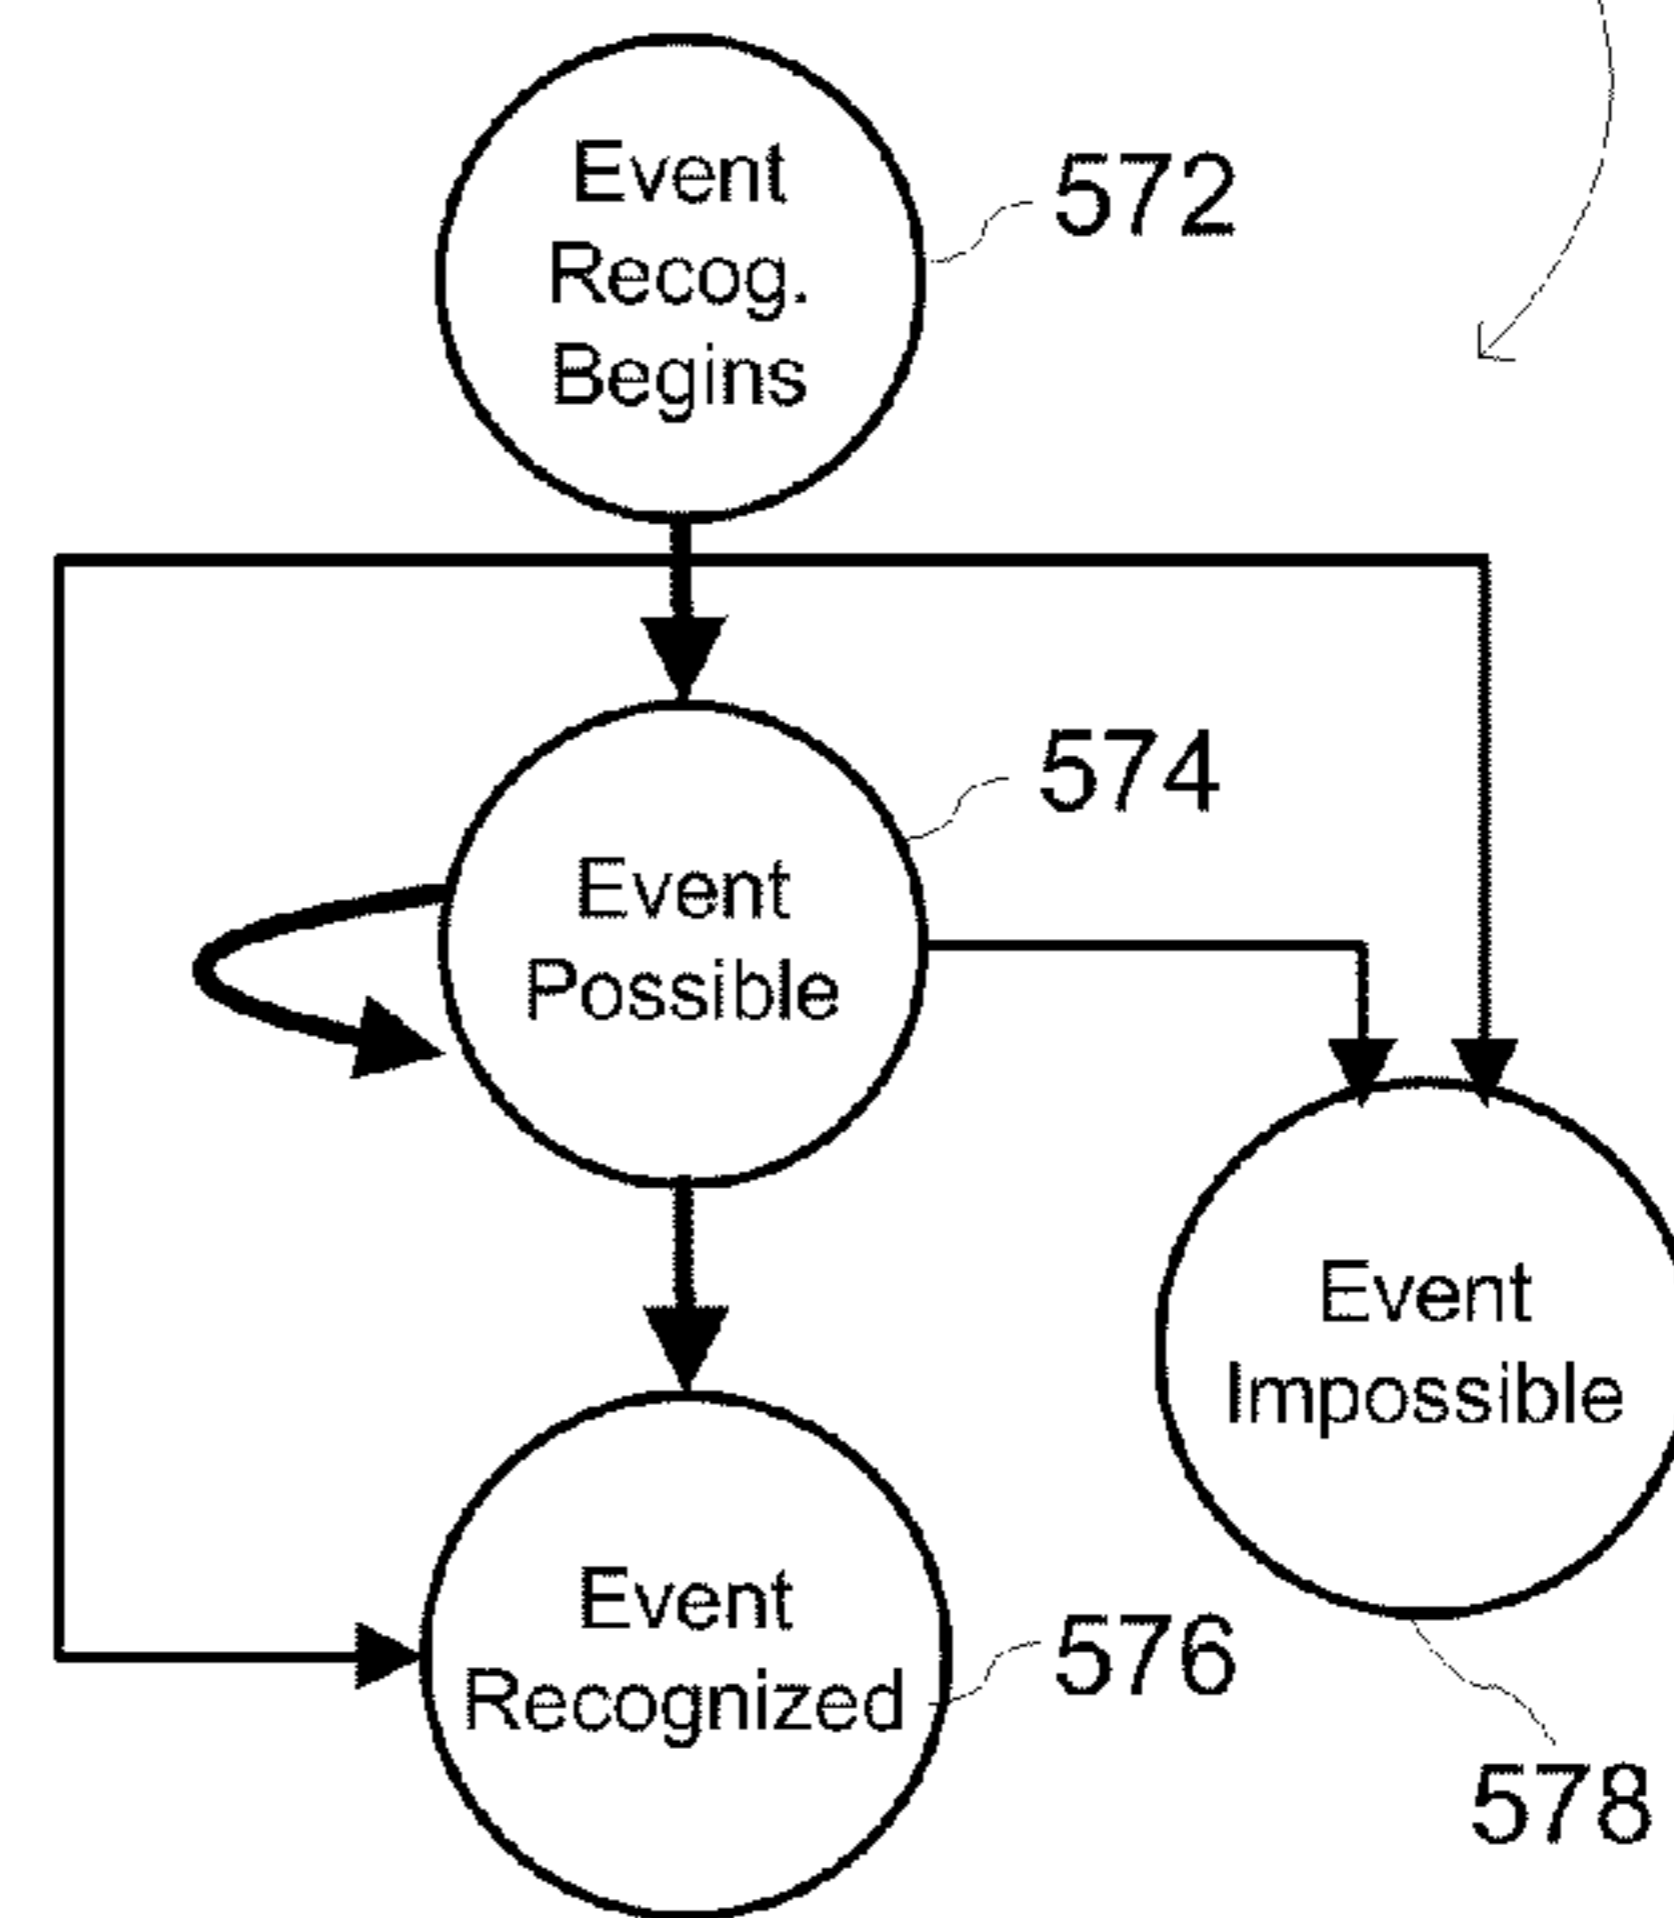 Event
Recog.
Begins
572
574
Event
Possible
Event
Impossible
Event
Recognized
576
578